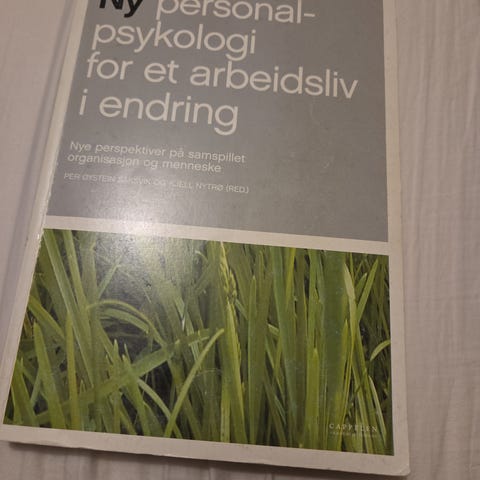 Ny personal-
psykologi
for et arbeidsliv
i endring
Nye perspektiver på samspillet
organisasjon og menneske
PER ØYSTEIN SAKSVIK OG KJELL NYTRØ (RED.)
CAPPELEN